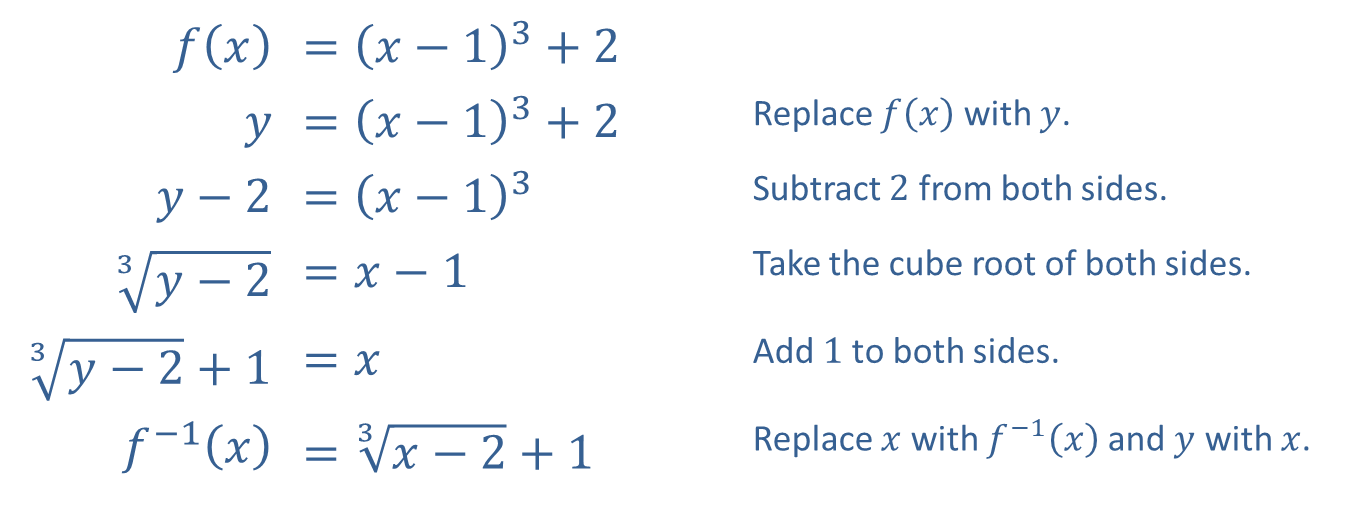 f(x) = (x − 1)³ + 2
y = (x − 1)³ + 2 Replace f(x) with y.
y − 2 = (x − 1)³ Subtract 2 from both sides.
∛(y − 2) = x − 1 Take the cube root of both sides.
∛(y − 2) + 1 = x Add 1 to both sides.
f⁻¹(x) = ∛(x − 2) + 1 Replace x with f⁻¹(x) and y with x.